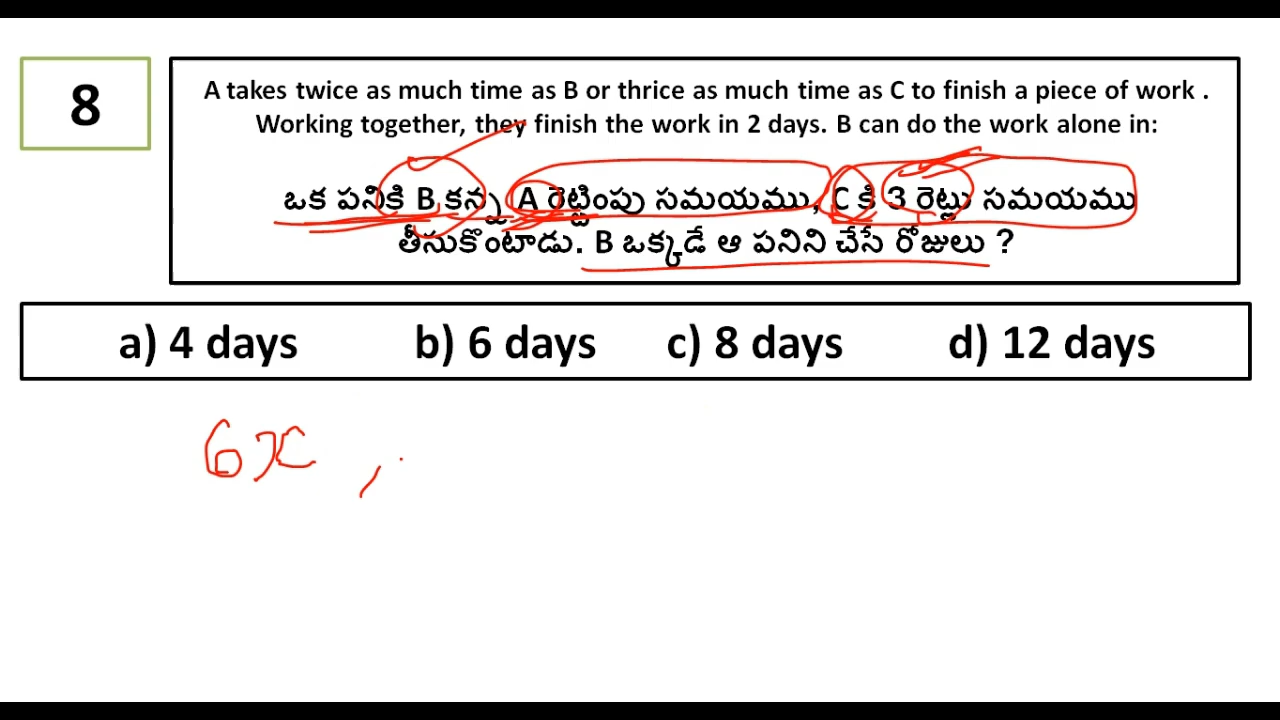 8
A takes twice as much time as B or thrice as much time as C to finish a piece of work .
Working together, they finish the work in 2 days. B can do the work alone in:
ఒక పనికి B కన్న A రెట్టింపు సమయము, C కి 3 రెట్లు సమయము
తీసుకొంటాడు. B ఒక్కడే ఆ పనిని చేసే రోజులు ?
a) 4 days b) 6 days c) 8 days d) 12 days
6x ,